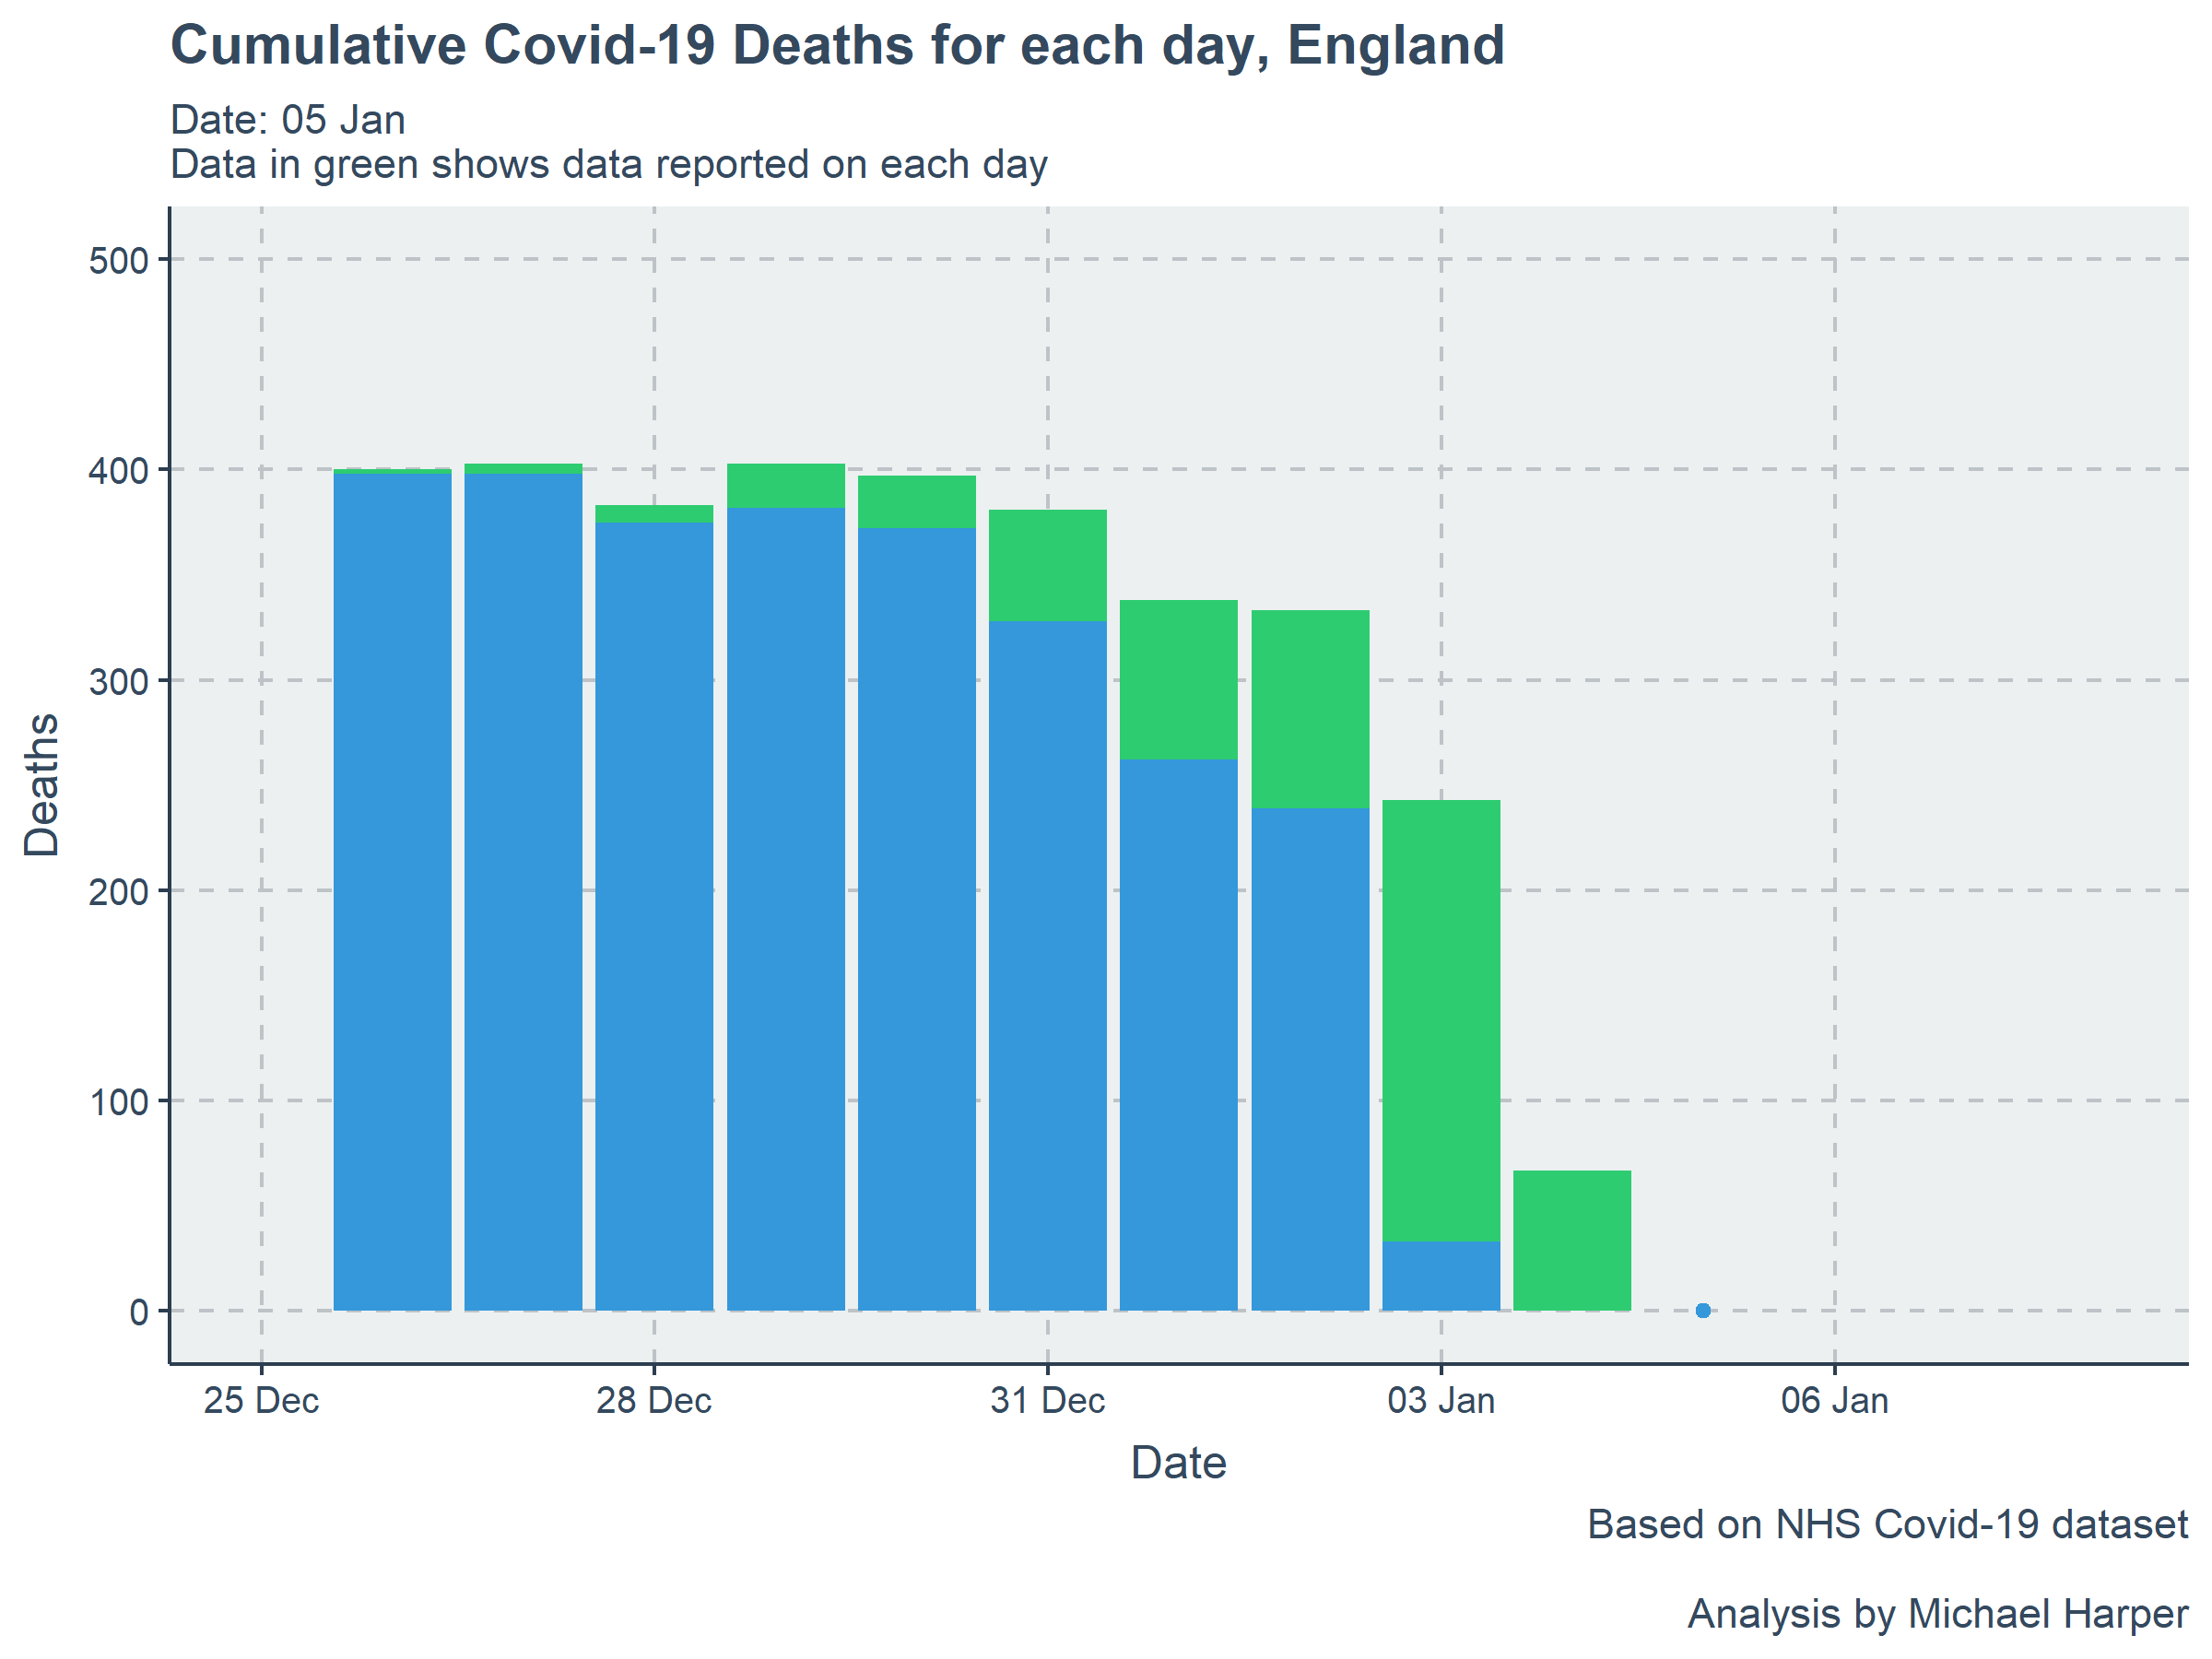 Cumulative Covid-19 Deaths for each day, England
Date: 05 Jan
Data in green shows data reported on each day
500
400
300
200
100
0
Deaths
25 Dec
28 Dec
31 Dec
03 Jan
06 Jan
Date
Based on NHS Covid-19 dataset
Analysis by Michael Harper